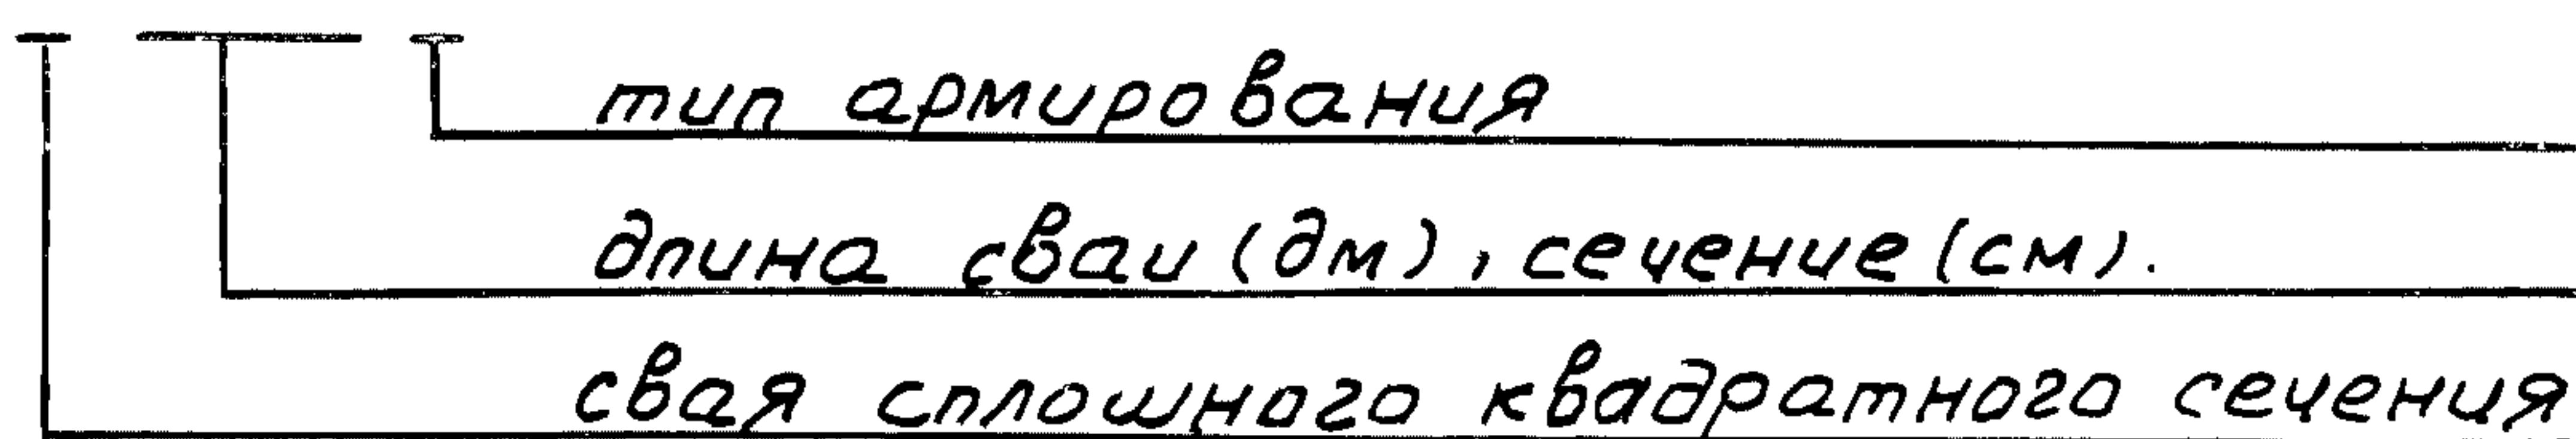 тип армирования
длина сваи (дм), сечение (см).
свая сплошного квадратного сечения